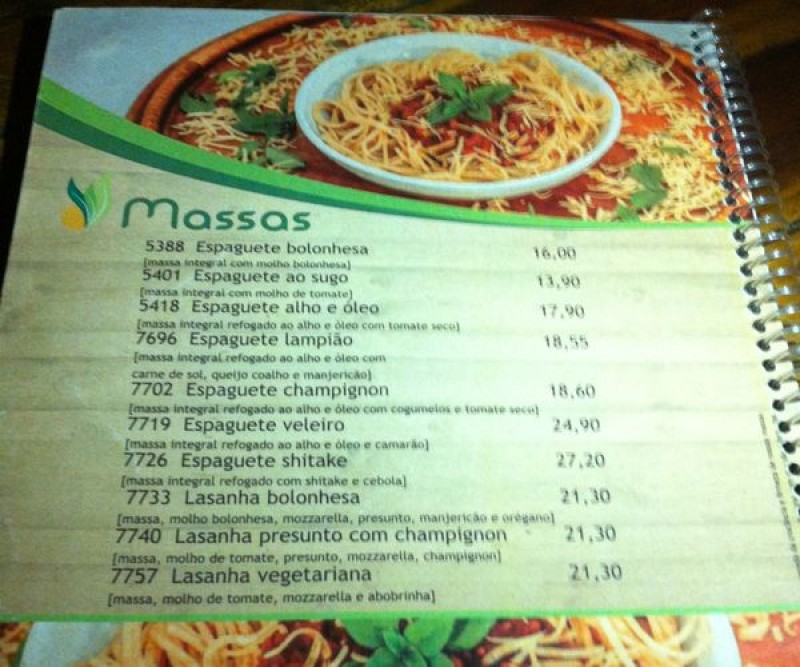 Massas
5388 Espaguete bolonhesa 16,00
[massa integral com molho bolonhesa]
5401 Espaguete ao sugo 13,90
[massa integral com molho de tomate]
5418 Espaguete alho e óleo 17,90
[massa integral refogado ao alho e óleo com tomate seco]
7696 Espaguete lampião 18,55
[massa integral refogado ao alho e óleo com
carne de sol, queijo coalho e manjericão]
7702 Espaguete champignon 18,60
[massa integral refogado ao alho e óleo com cogumelos e tomate seco]
7719 Espaguete veleiro 24,90
[massa integral refogado ao alho e óleo e camarão]
7726 Espaguete shitake 27,20
[massa integral refogado com shitake e cebola]
7733 Lasanha bolonhesa 21,30
[massa, molho bolonhesa, mozzarella, presunto, manjericão e orégano]
7740 Lasanha presunto com champignon 21,30
[massa, molho de tomate, presunto, mozzarella, champignon]
7757 Lasanha vegetariana 21,30
[massa, molho de tomate, mozzarella e abobrinha]